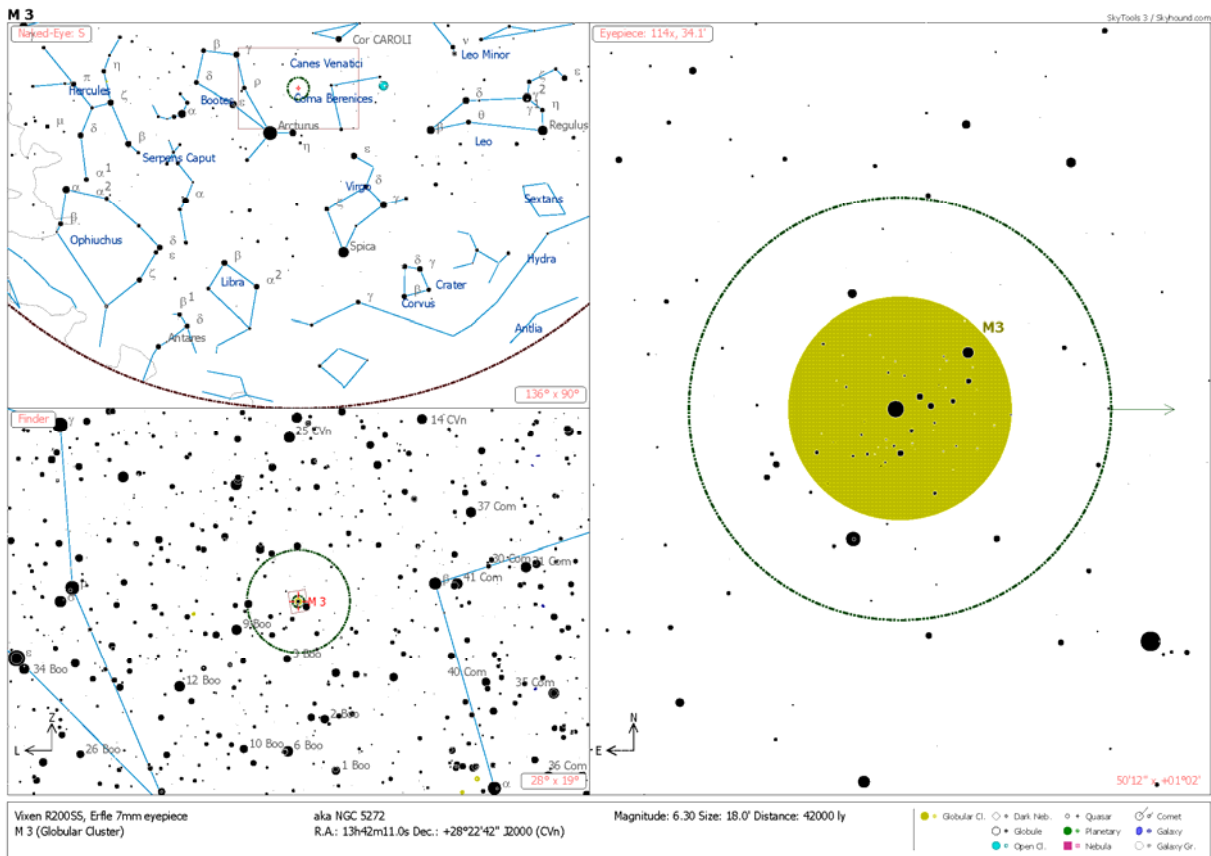 M 3
SkyTools 3 / Skyhound.com
Naked-Eye: S
Cor CAROLI
Leo Minor
ν
β
γ
Canes Venatici
η
π
Hercules
δ
ρ
ζ
ε
Bootes
ε
Coma Berenices
α
δ
γ
2
γ
1
η
ζ
μ
δ
Arcturus
η
θ
β
Regulus
Leo
β
Serpens Caput
ε
α
1
α
α
2
α
Virgo
δ
ζ
γ
Sextans
β
Ophiuchus
δ
ε
Spica
Hydra
ζ
β
Libra
α
2
δ
γ
β
Crater
Corvus
γ
β
1
δ
Antares
Antlia
136° x 90°
Finder
γ
25 CVn
14 CVn
37 Com
30 Com
31 Com
β
41 Com
M 3
9 Boo
3 Boo
ε
34 Boo
12 Boo
40 Com
35 Com
2 Boo
Z
L
26 Boo
10 Boo
6 Boo
1 Boo
36 Com
α
28° x 19°
Eyepiece: 114x, 34.1'
M3
N
E
50'12" x +01°02'
Vixen R200SS, Erfle 7mm eyepiece
M 3 (Globular Cluster)
aka NGC 5272
R.A.: 13h42m11.0s Dec.: +28°22'42" J2000 (CVn)
Magnitude: 6.30 Size: 18.0' Distance: 42000 ly
Globular Cl.
Dark Neb.
Quasar
Comet
Globule
Planetary
Galaxy
Open Cl.
Nebula
Galaxy Gr.